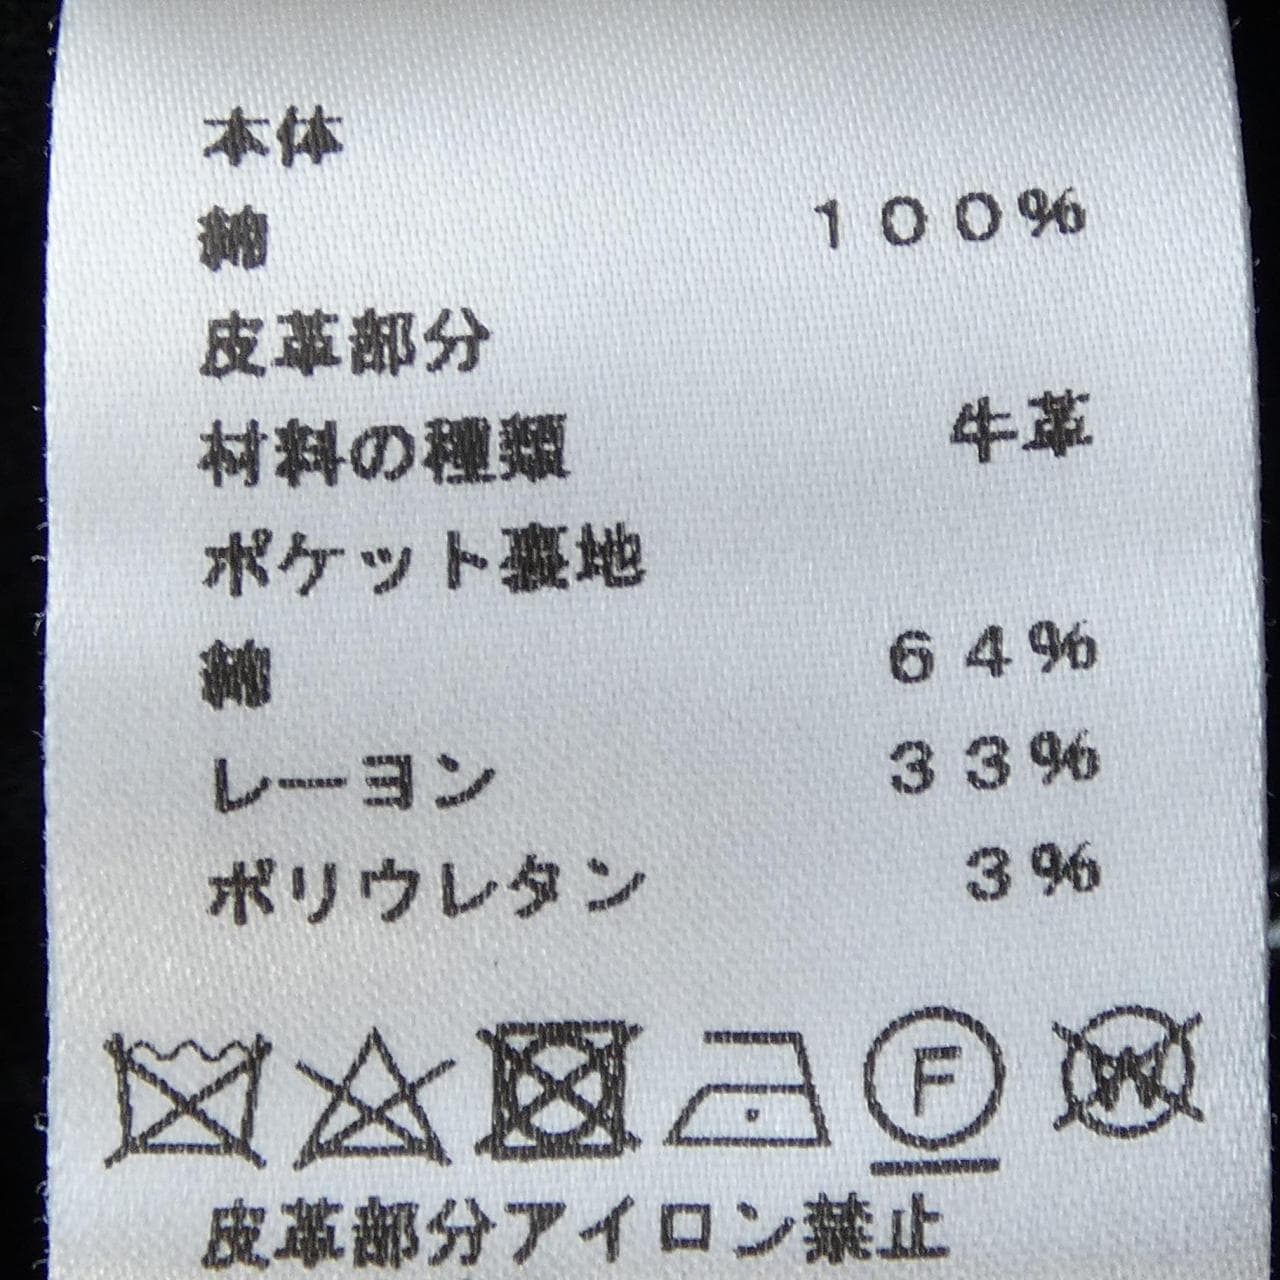 本体
綿 100%
皮革部分
材料の種類 牛革
ポケット裏地
綿 64%
レーヨン 33%
ポリウレタン 3%
F W
皮革部分アイロン禁止